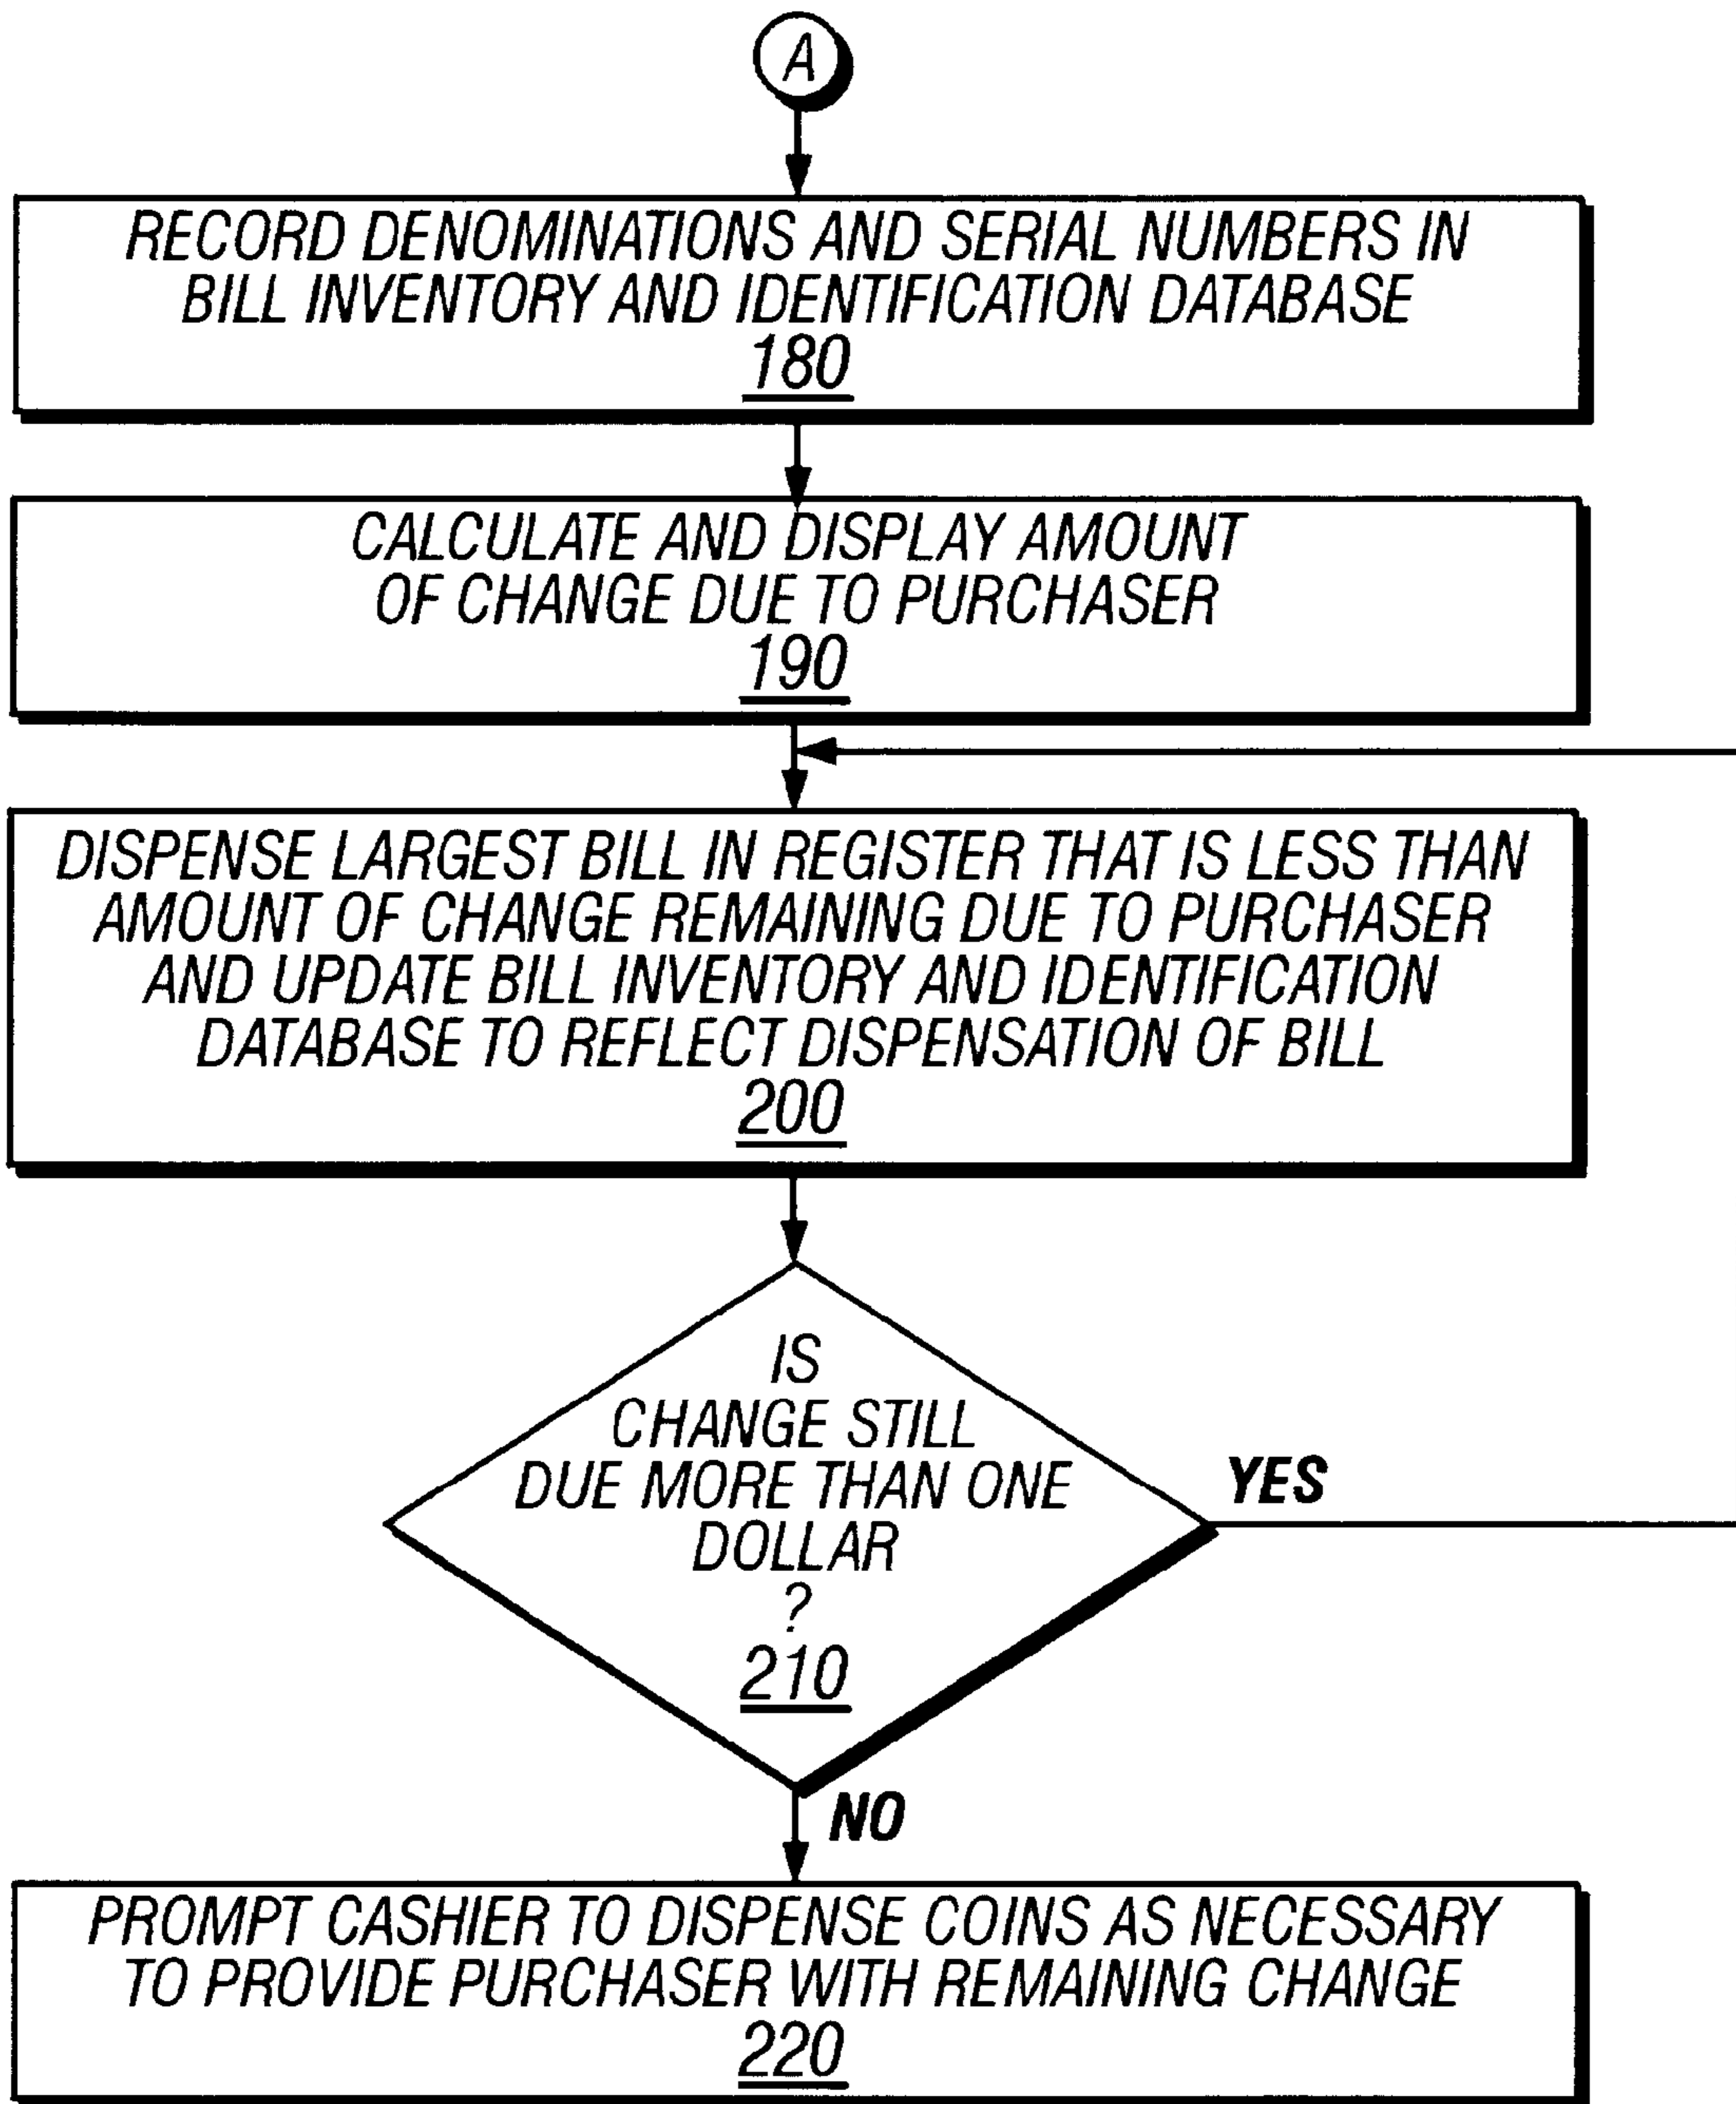 A
RECORD DENOMINATIONS AND SERIAL NUMBERS IN
BILL INVENTORY AND IDENTIFICATION DATABASE
180
CALCULATE AND DISPLAY AMOUNT
OF CHANGE DUE TO PURCHASER
190
DISPENSE LARGEST BILL IN REGISTER THAT IS LESS THAN
AMOUNT OF CHANGE REMAINING DUE TO PURCHASER
AND UPDATE BILL INVENTORY AND IDENTIFICATION
DATABASE TO REFLECT DISPENSATION OF BILL
200
IS
CHANGE STILL
DUE MORE THAN ONE
DOLLAR
?
210
YES
NO
PROMPT CASHIER TO DISPENSE COINS AS NECESSARY
TO PROVIDE PURCHASER WITH REMAINING CHANGE
220